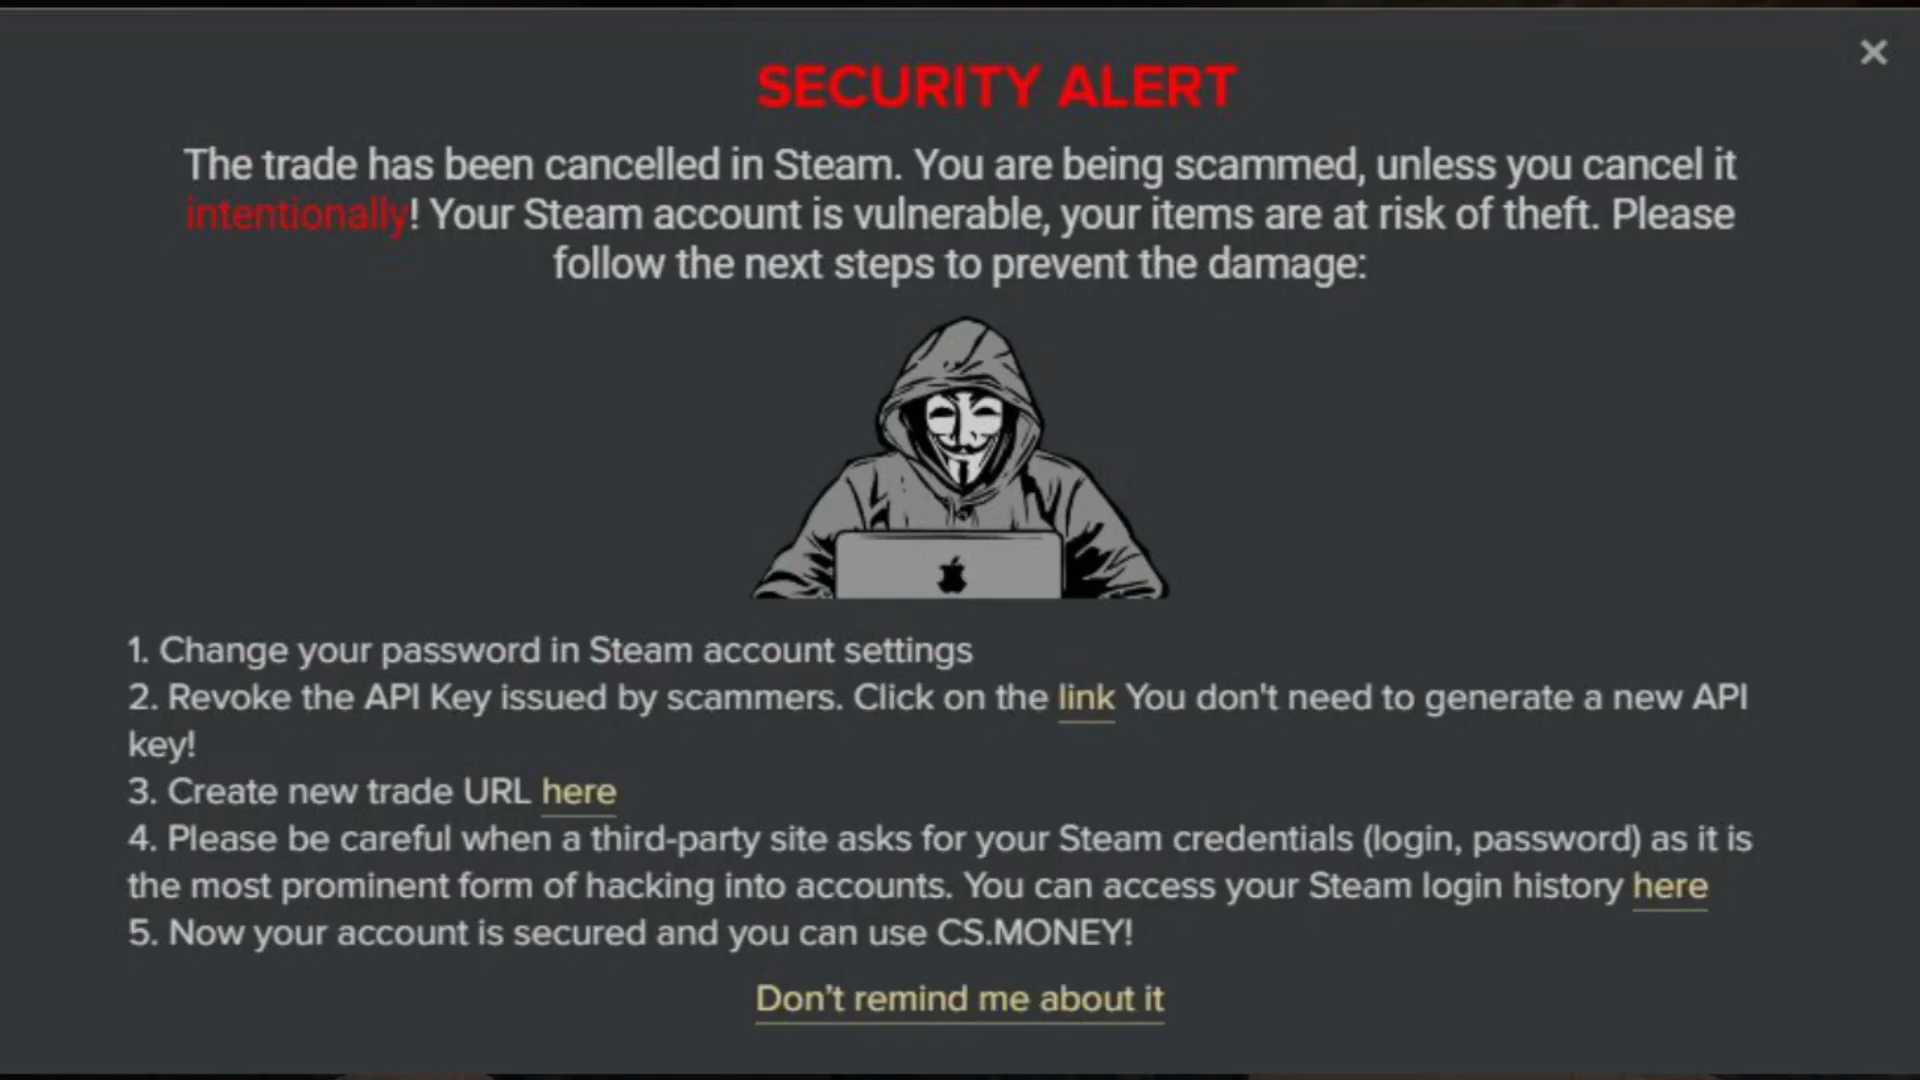 SECURITY ALERT
The trade has been cancelled in Steam. You are being scammed, unless you cancel it
intentionally! Your Steam account is vulnerable, your items are at risk of theft. Please
follow the next steps to prevent the damage:
1. Change your password in Steam account settings
2. Revoke the API Key issued by scammers. Click on the link You don't need to generate a new API
key!
3. Create new trade URL here
4. Please be careful when a third-party site asks for your Steam credentials (login, password) as it is
the most prominent form of hacking into accounts. You can access your Steam login history here
5. Now your account is secured and you can use CS.MONEY!
Don't remind me about it